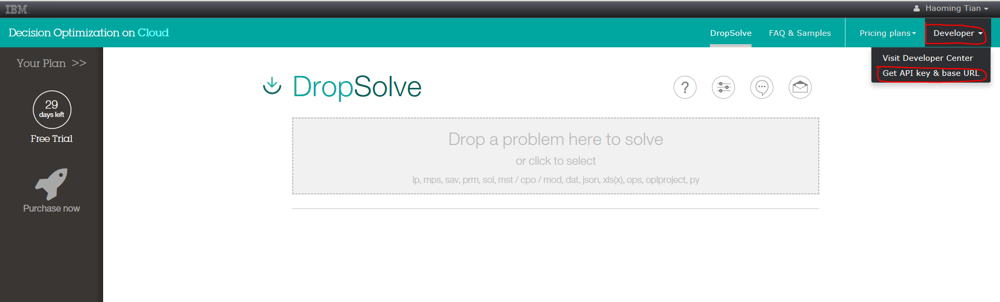 IBM
Haoming Tian
Decision Optimization on Cloud
DropSolve
FAQ & Samples
Pricing plans
Developer
Visit Developer Center
Get API key & base URL
Your Plan >>
29
days left
Free Trial
Purchase now
DropSolve
?
Drop a problem here to solve
or click to select
lp, mps, sav, prm, sol, mst / cpo / mod, dat, json, xls(x), ops, oplproject, py